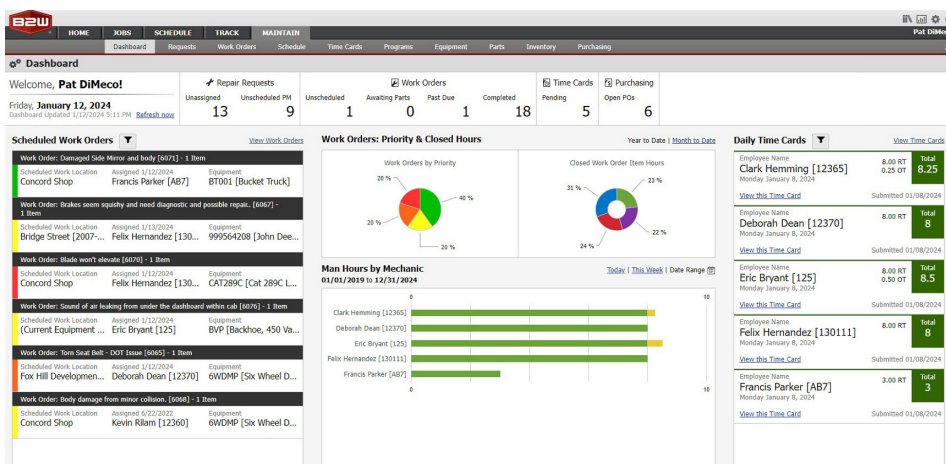 B2W
HOME JOBS SCHEDULE TRACK MAINTAIN
Pat DiMeco
Dashboard Requests Work Orders Schedule Time Cards Programs Equipment Parts Inventory Purchasing
Dashboard
Welcome, Pat DiMeco!
Friday, January 12, 2024
Dashboard Updated 1/12/2024 5:11 PM Refresh now
Repair Requests
Unassigned Unscheduled PM
13 9
Work Orders
Unscheduled Awaiting Parts Past Due Completed
1 0 1 18
Time Cards
Pending
5
Purchasing
Open POs
6
Scheduled Work Orders View Work Orders
Work Order: Damaged Side Mirror and body [6071] - 1 Item
Scheduled Work Location Assigned 1/12/2024 Equipment
Concord Shop Francis Parker [AB7] BT001 [Bucket Truck]
Work Order: Brakes seem squishy and need diagnostic and possible repair.. [6067] -
1 Item
Scheduled Work Location Assigned 1/13/2024 Equipment
Bridge Street [2007-... Felix Hernandez [130... 999564208 [John Dee...
Work Order: Blade won't elevate [6070] - 1 Item
Scheduled Work Location Assigned 1/12/2024 Equipment
Concord Shop Felix Hernandez [130... CAT289C [Cat 289C L...
Work Order: Sound of air leaking from under the dashboard within cab [6076] - 1 Item
Scheduled Work Location Assigned 1/12/2024 Equipment
(Current Equipment ... Eric Bryant [125] BVP [Backhoe, 450 Va...
Work Order: Torn Seat Belt - DOT Issue [6065] - 1 Item
Scheduled Work Location Assigned 1/12/2024 Equipment
Fox Hill Developmen... Deborah Dean [12370] 6WDMP [Six Wheel D...
Work Order: Body damage from minor collision. [6068] - 1 Item
Scheduled Work Location Assigned 6/22/2022 Equipment
Concord Shop Kevin Rilam [12360] 6WDMP [Six Wheel D...
Work Orders: Priority & Closed Hours Year to Date | Month to Date
Work Orders by Priority
20 %
40 %
20 %
20 %
Closed Work Order Item Hours
31 %
23 %
22 %
24 %
Man Hours by Mechanic Today | This Week | Date Range
01/01/2019 to 12/31/2024
0 10
Clark Hemming [12365]
Deborah Dean [12370]
Eric Bryant [125]
Felix Hernandez [130111]
Francis Parker [AB7]
0 10
Daily Time Cards View Time Cards
Employee Name 8.00 RT Total
Clark Hemming [12365] 0.25 OT 8.25
Monday January 8, 2024
View this Time Card Submitted 01/08/2024
Employee Name 8.00 RT Total
Deborah Dean [12370] 8
Monday January 8, 2024
View this Time Card Submitted 01/08/2024
Employee Name 8.00 RT Total
Eric Bryant [125] 0.50 OT 8.5
Monday January 8, 2024
View this Time Card Submitted 01/08/2024
Employee Name 8.00 RT Total
Felix Hernandez [130111] 8
Monday January 8, 2024
View this Time Card Submitted 01/08/2024
Employee Name 3.00 RT Total
Francis Parker [AB7] 3
Monday January 8, 2024
View this Time Card Submitted 01/08/2024